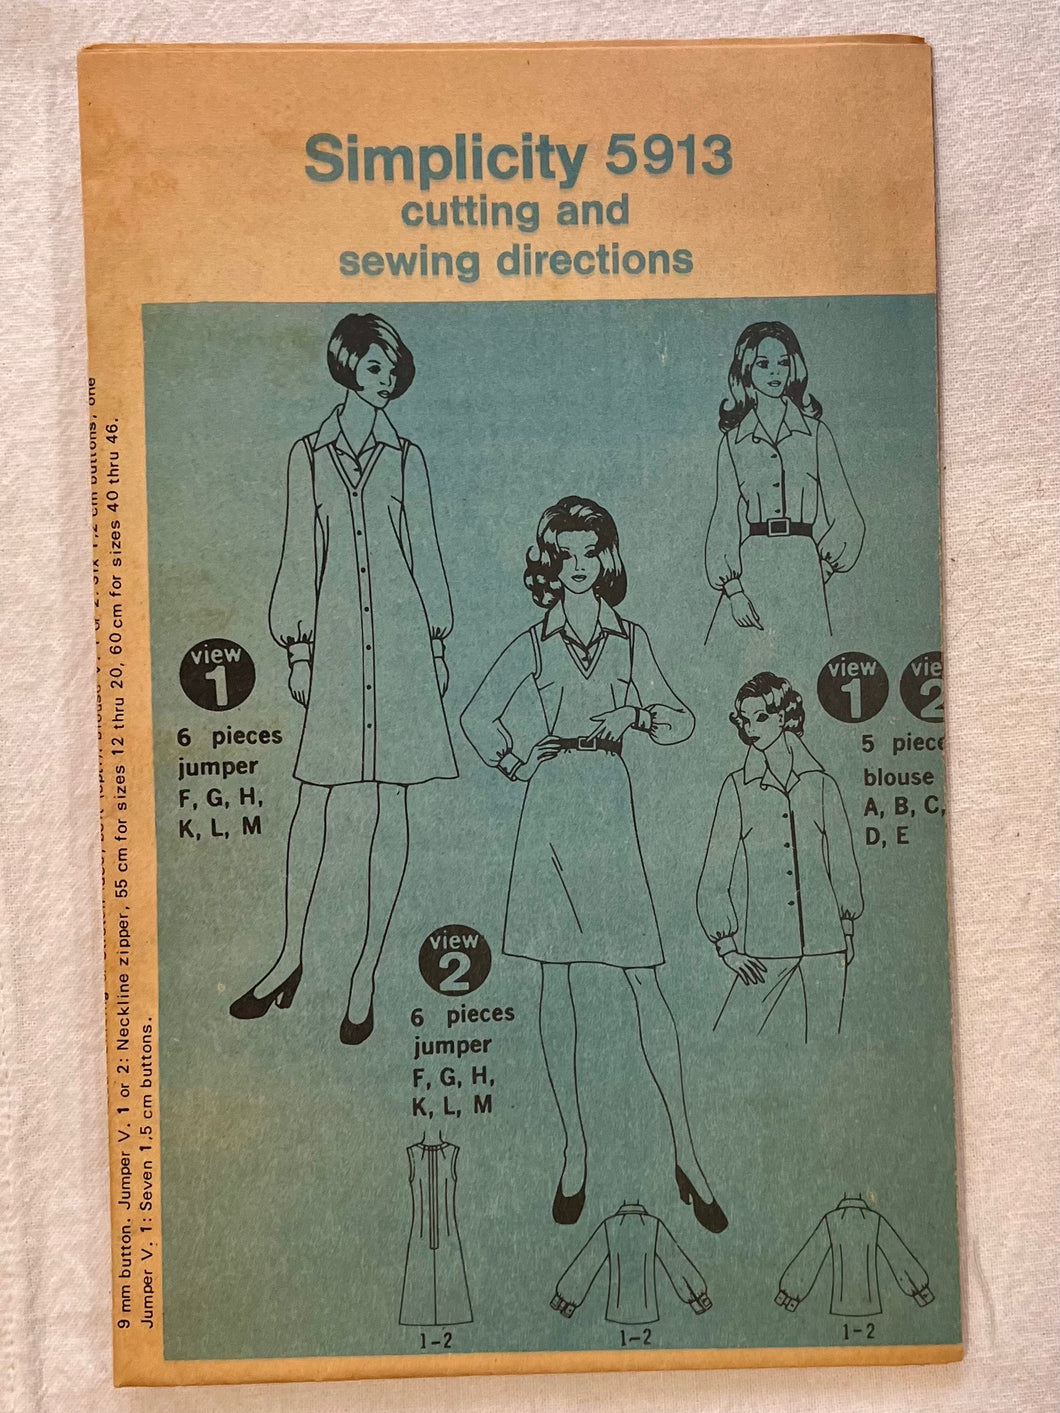 Simplicity 5913
cutting and
sewing directions
one
9 mm button. Jumper V. 1 or 2: Neckline zipper, 55 cm for sizes 12 thru 20, 60 cm for sizes 40 thru 46.
Jumper V. 1: Seven 1,5 cm buttons.
view
1
6 pieces
jumper
F, G, H,
K, L, M
view
2
6 pieces
jumper
F, G, H,
K, L, M
view
1
vie
2
5 piece
blouse
A, B, C,
D, E
1-2
1-2
1-2